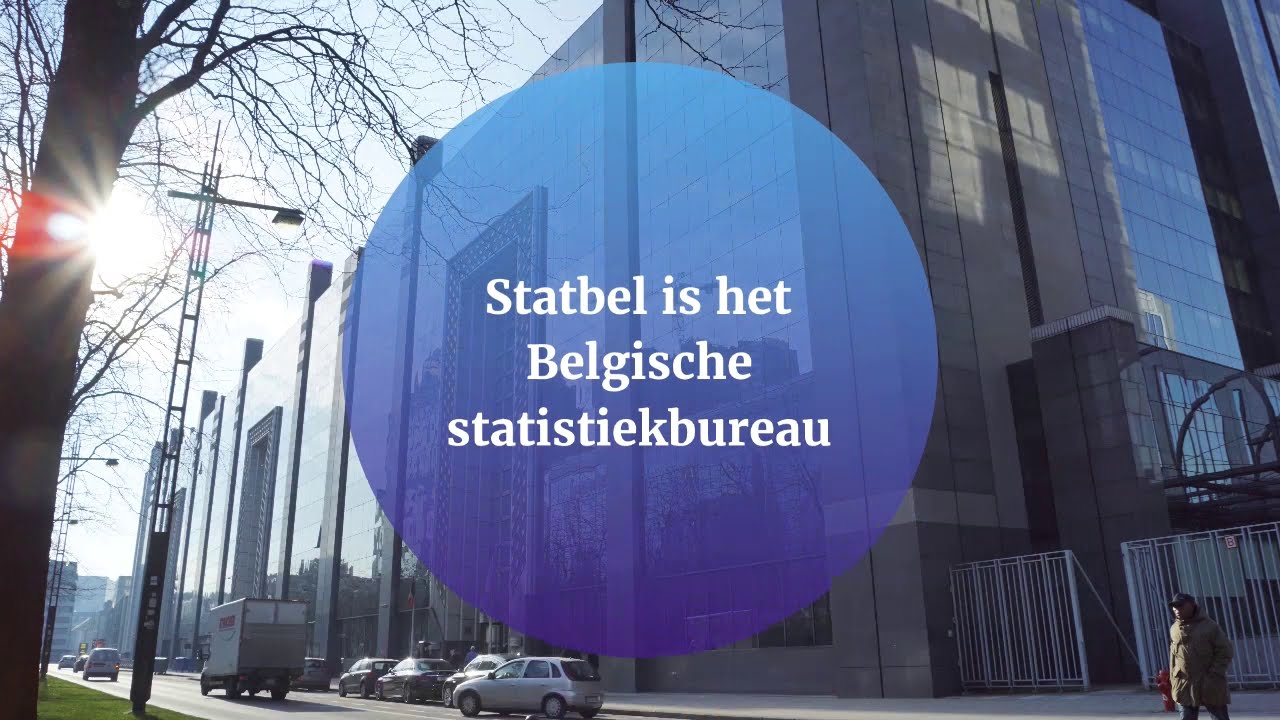 Statbel is het
Belgische
statistiekbureau